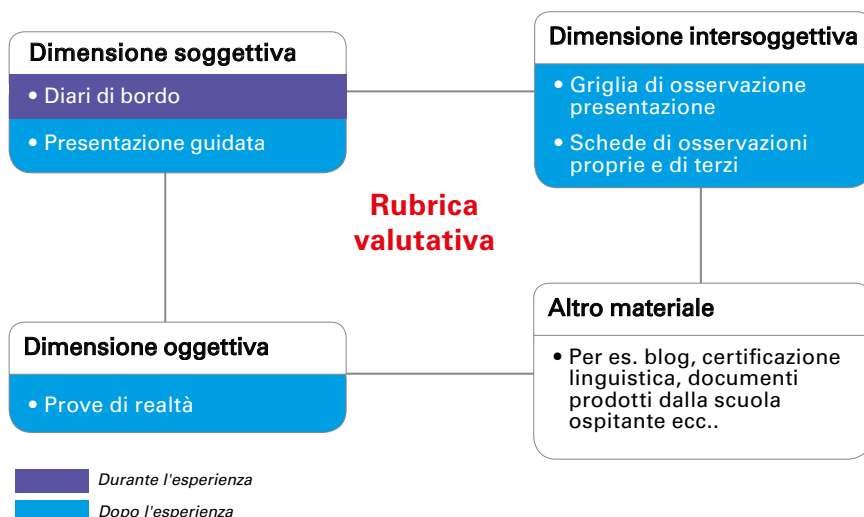 Dimensione soggettiva
• Diari di bordo
• Presentazione guidata
Dimensione intersoggettiva
• Griglia di osservazione
presentazione
• Schede di osservazioni
proprie e di terzi
Rubrica
valutativa
Dimensione oggettiva
• Prove di realtà
Altro materiale
• Per es. blog, certificazione
linguistica, documenti
prodotti dalla scuola
ospitante ecc..
Durante l'esperienza
Dopo l'esperienza